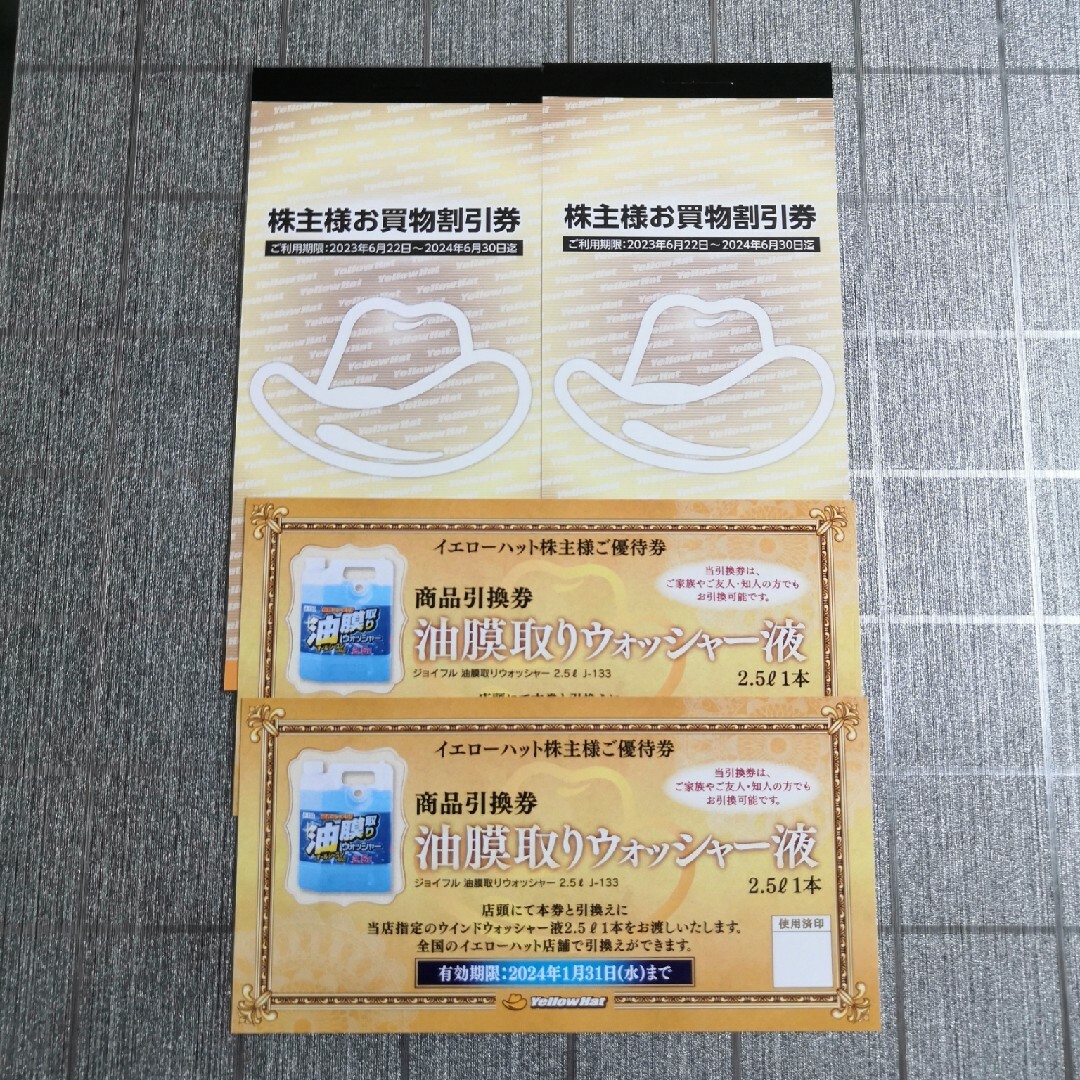 株主様お買物割引券
ご利用期限：2023年6月22日～2024年6月30日迄
株主様お買物割引券
ご利用期限：2023年6月22日～2024年6月30日迄
イエローハット株主様ご優待券
当引換券は、
ご家族やご友人・知人の方でも
お引換可能です。
商品引換券
油膜取りウォッシャー液
ジョイフル 油膜取りウォッシャー 2.5ℓ J-133
2.5ℓ1本
店頭にて本券と引換えに
イエローハット株主様ご優待券
当引換券は、
ご家族やご友人・知人の方でも
お引換可能です。
商品引換券
油膜取りウォッシャー液
ジョイフル 油膜取りウォッシャー 2.5ℓ J-133
2.5ℓ1本
店頭にて本券と引換えに
当店指定のウインドウォッシャー液2.5ℓ1本をお渡しいたします。
全国のイエローハット店舗で引換えができます。
使用済印
有効期限：2024年1月31日(水)まで
YellowHat